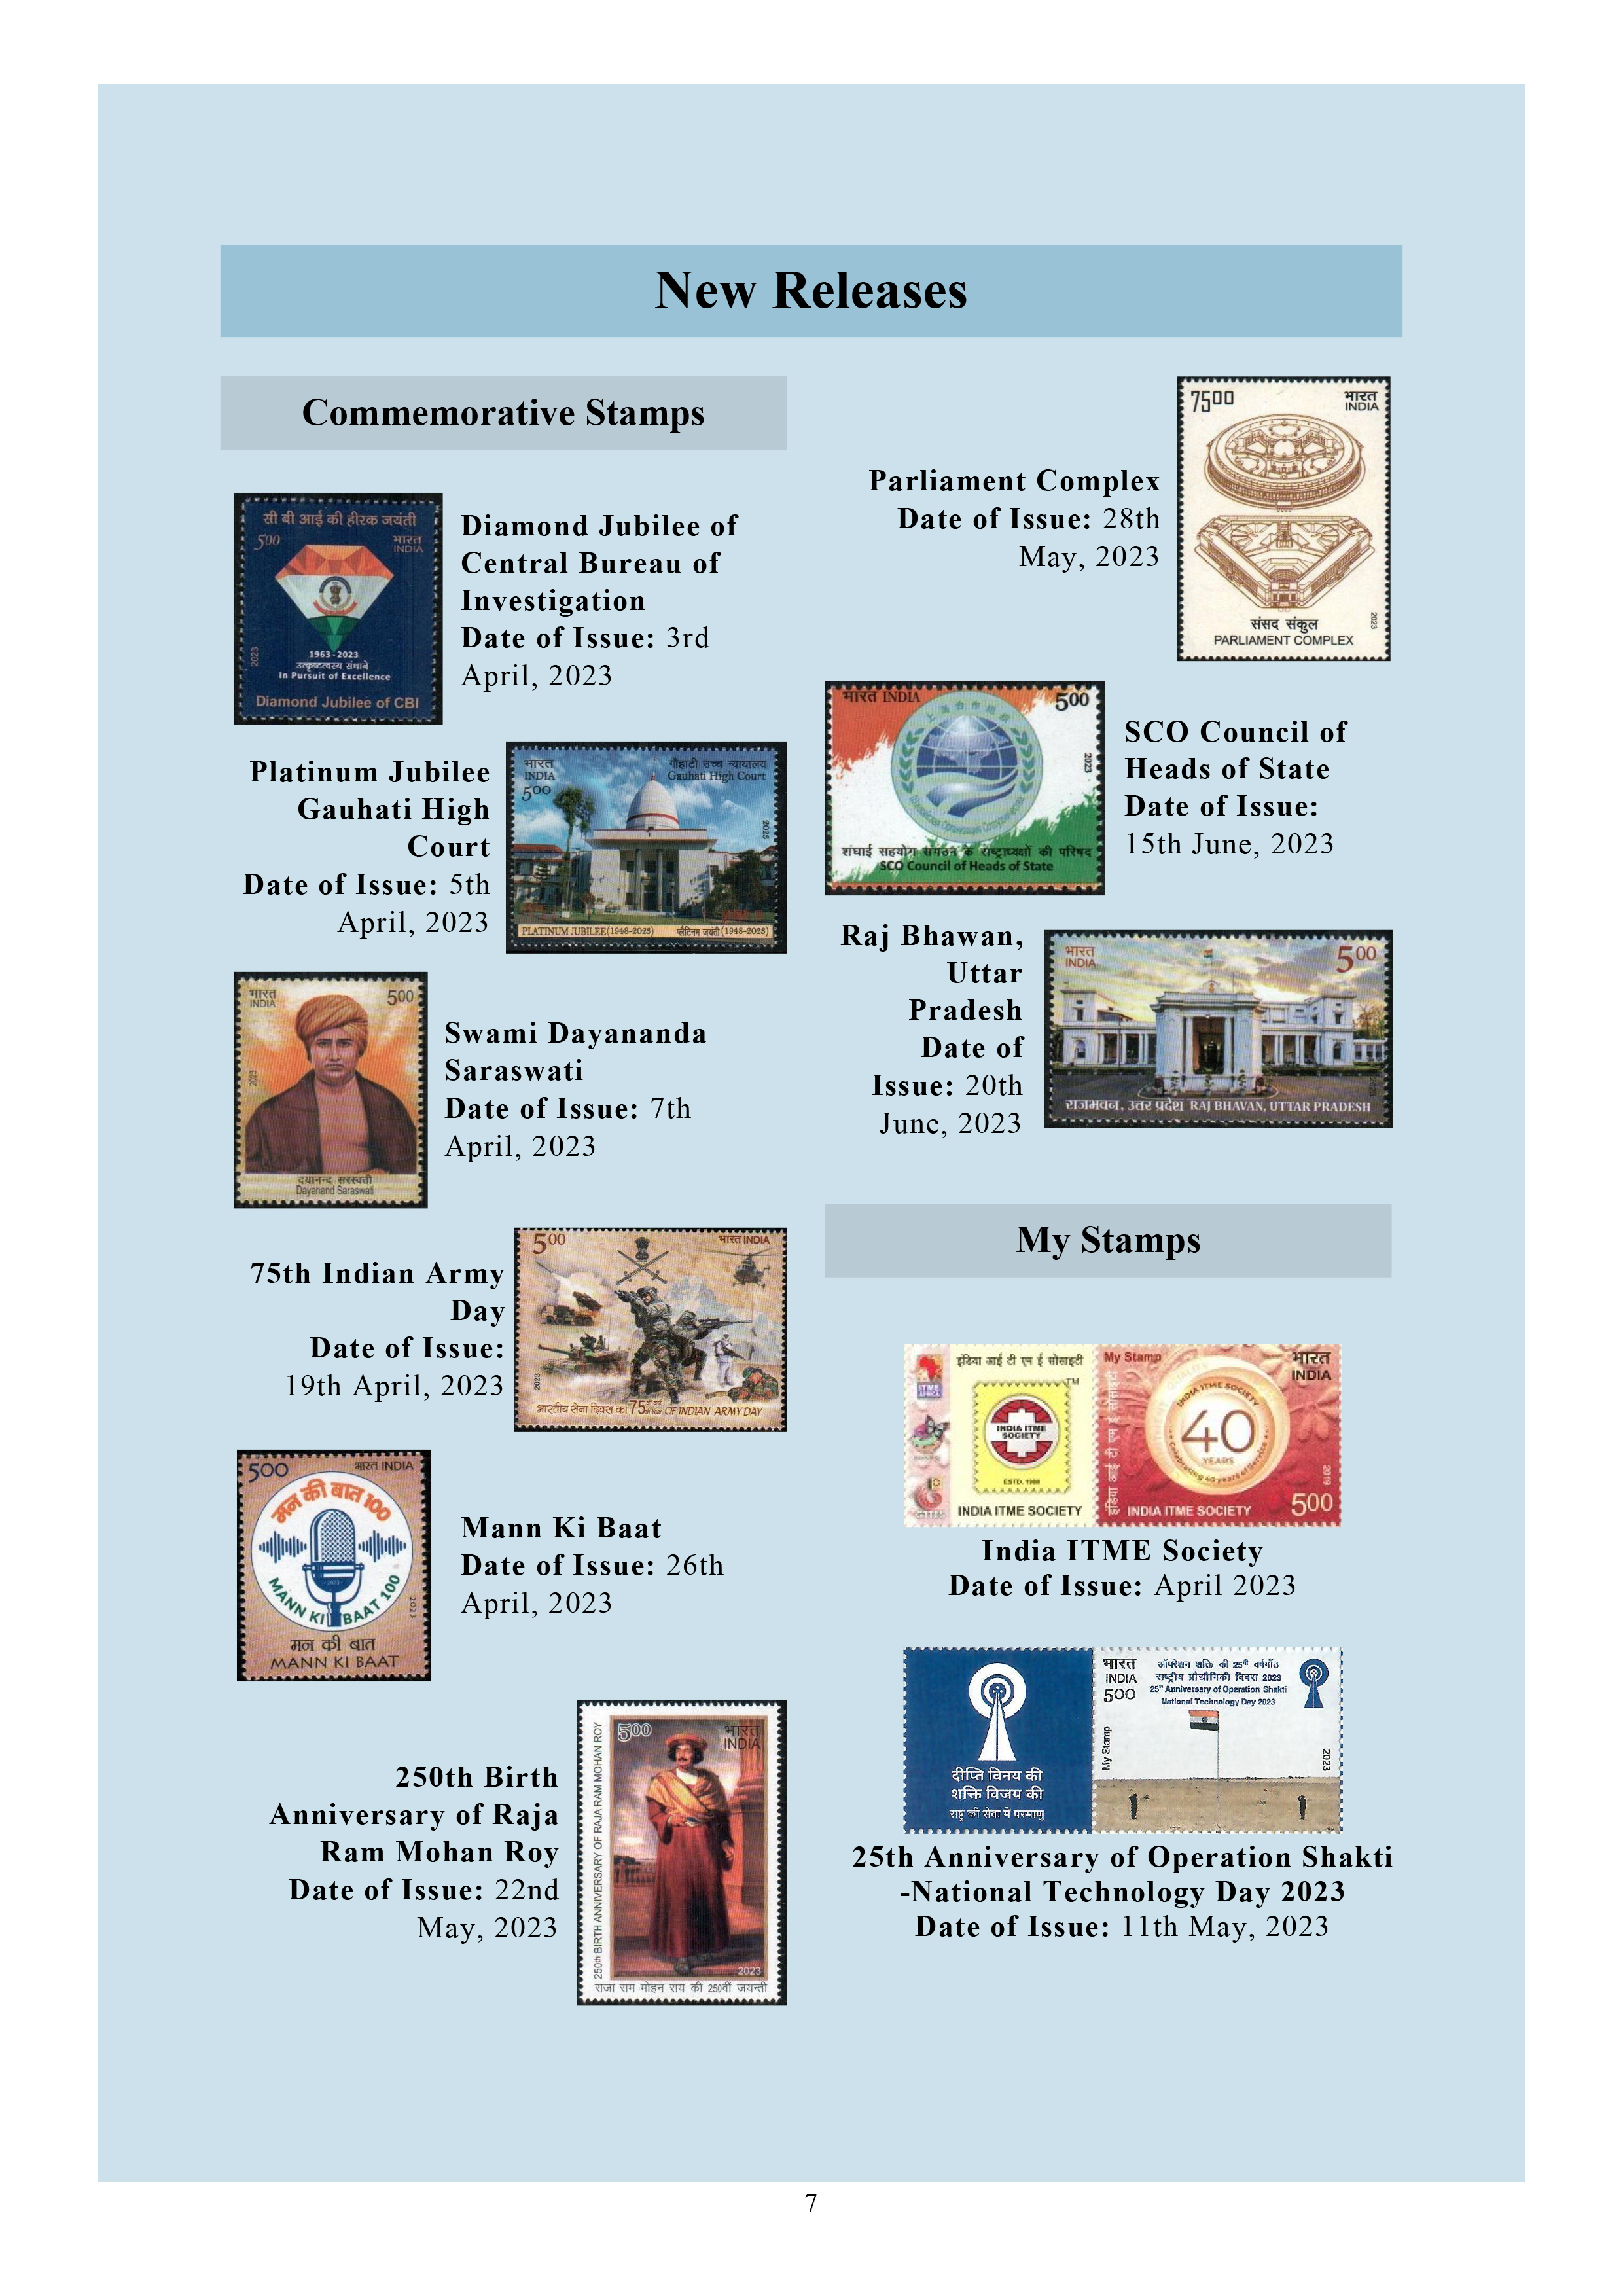 New Releases
Commemorative Stamps
सी बी आई की हीरक जयंती
500 भारत
INDIA
2023
1963-2023
उत्कृष्टत्वस्य संधाने
In Pursuit of Excellence
Diamond Jubilee of CBI
Diamond Jubilee of
Central Bureau of
Investigation
Date of Issue: 3rd
April, 2023
Platinum Jubilee
Gauhati High
Court
Date of Issue: 5th
April, 2023
भारत
INDIA
500
गौहाटी उच्च न्यायालय
Gauhati High Court
2023
PLATINUM JUBILEE (1948-2023) प्लैटिनम जयंती (1948-2023)
भारत
INDIA
500
2023
दयानन्द सरस्वती
Dayanand Saraswati
Swami Dayananda
Saraswati
Date of Issue: 7th
April, 2023
75th Indian Army
Day
Date of Issue:
19th April, 2023
500 भारत INDIA
2023
भारतीय सेना दिवस का 75 OF INDIAN ARMY DAY
500 भारत INDIA
मन की बात 100
MANN KI BAAT 100
2023
मन की बात
MANN KI BAAT
Mann Ki Baat
Date of Issue: 26th
April, 2023
250th Birth
Anniversary of Raja
Ram Mohan Roy
Date of Issue: 22nd
May, 2023
250th BIRTH ANNIVERSARY OF RAJA RAM MOHAN ROY
500 भारत
INDIA
2023
राजा राम मोहन राय की 250वीं जयन्ती
Parliament Complex
Date of Issue: 28th
May, 2023
7500 भारत
INDIA
2023
संसद संकुल
PARLIAMENT COMPLEX
भारत INDIA 500
2023
शंघाई सहयोग संगठन के राष्ट्राध्यक्षों की परिषद
SCO Council of Heads of State
SCO Council of
Heads of State
Date of Issue:
15th June, 2023
Raj Bhawan,
Uttar
Pradesh
Date of
Issue: 20th
June, 2023
भारत
INDIA
500
राजभवन, उत्तर प्रदेश RAJ BHAVAN, UTTAR PRADESH
My Stamps
इंडिया आई टी एम ई सोसाइटी
TM
ITME
AFRICA
INDIA ITME
SOCIETY
ESTD. 1980
GTTES
INDIA ITME SOCIETY
My Stamp भारत
INDIA
इंडिया आई टी एम ई सोसाइटी
INDIA ITME SOCIETY
40
YEARS
Celebrating 40 years of Service
2019
INDIA ITME SOCIETY 500
India ITME Society
Date of Issue: April 2023
दीप्ति विनय की
शक्ति विजय की
राष्ट्र की सेवा में परमाणु
भारत
INDIA
500
ऑपरेशन शक्ति की 25वीं वर्षगाँठ
राष्ट्रीय प्रौद्योगिकी दिवस 2023
25th Anniversary of Operation Shakti
National Technology Day 2023
My Stamp
2023
25th Anniversary of Operation Shakti
-National Technology Day 2023
Date of Issue: 11th May, 2023
7